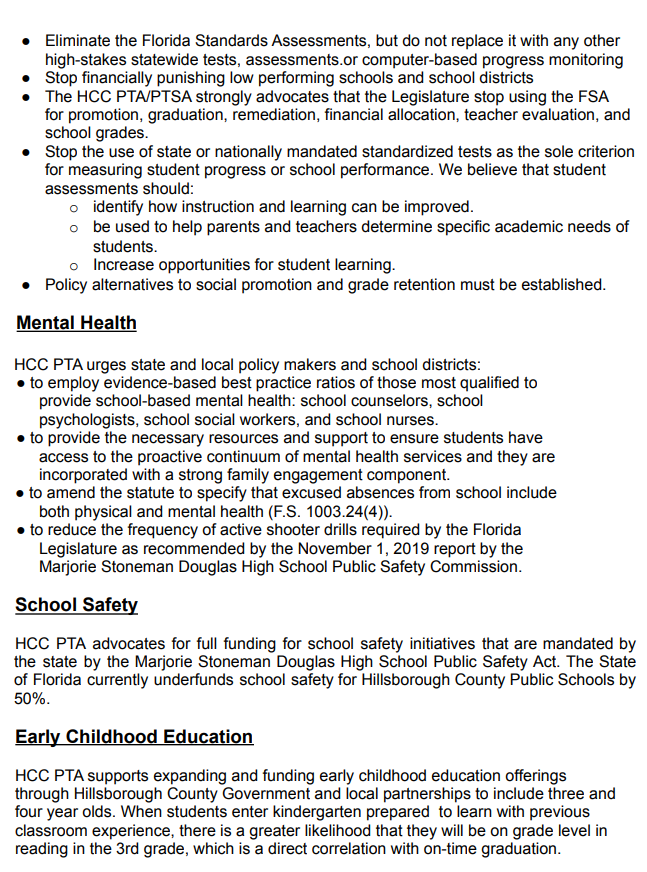 ● Eliminate the Florida Standards Assessments, but do not replace it with any other
high-stakes statewide tests, assessments.or computer-based progress monitoring
● Stop financially punishing low performing schools and school districts
● The HCC PTA/PTSA strongly advocates that the Legislature stop using the FSA
for promotion, graduation, remediation, financial allocation, teacher evaluation, and
school grades.
● Stop the use of state or nationally mandated standardized tests as the sole criterion
for measuring student progress or school performance. We believe that student
assessments should:
o identify how instruction and learning can be improved.
o be used to help parents and teachers determine specific academic needs of
students.
o Increase opportunities for student learning.
● Policy alternatives to social promotion and grade retention must be established.
Mental Health
HCC PTA urges state and local policy makers and school districts:
● to employ evidence-based best practice ratios of those most qualified to
provide school-based mental health: school counselors, school
psychologists, school social workers, and school nurses.
● to provide the necessary resources and support to ensure students have
access to the proactive continuum of mental health services and they are
incorporated with a strong family engagement component.
● to amend the statute to specify that excused absences from school include
both physical and mental health (F.S. 1003.24(4)).
● to reduce the frequency of active shooter drills required by the Florida
Legislature as recommended by the November 1, 2019 report by the
Marjorie Stoneman Douglas High School Public Safety Commission.
School Safety
HCC PTA advocates for full funding for school safety initiatives that are mandated by
the state by the Marjorie Stoneman Douglas High School Public Safety Act. The State
of Florida currently underfunds school safety for Hillsborough County Public Schools by
50%.
Early Childhood Education
HCC PTA supports expanding and funding early childhood education offerings
through Hillsborough County Government and local partnerships to include three and
four year olds. When students enter kindergarten prepared  to learn with previous
classroom experience, there is a greater likelihood that they will be on grade level in
reading in the 3rd grade, which is a direct correlation with on-time graduation.